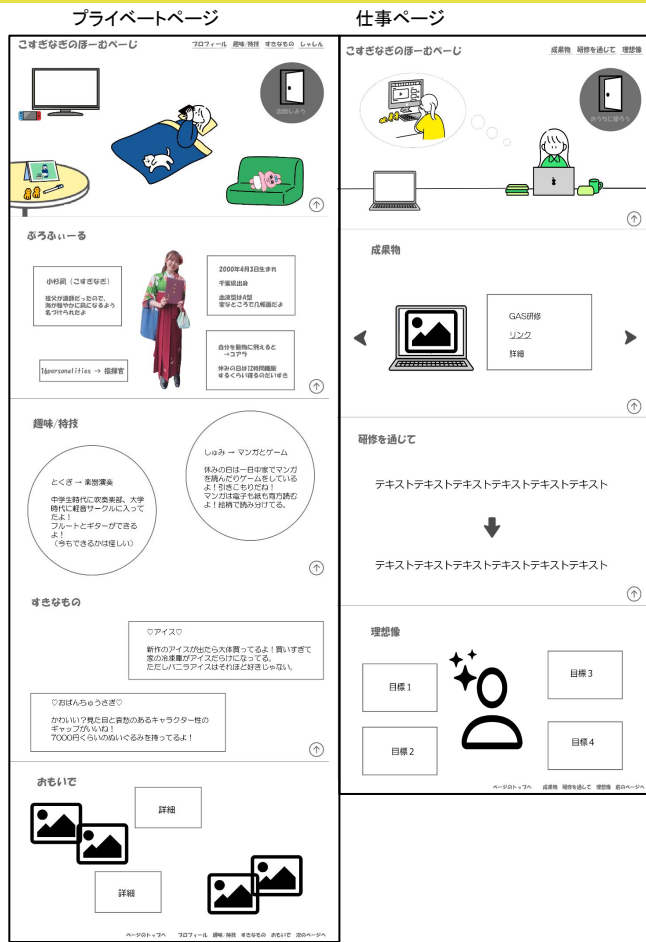 プライベートページ
こすぎなぎのほーむぺーじ
プロフィール 趣味/特技 すきなもの しゃしん
出勤しよう
ぷろふぃーる
小杉凪（こすぎなぎ）
祖父が漁師だったので、
海が穏やかに凪になるよう
名づけられたよ
16personalities → 指揮官
2000年4月3日生まれ
千葉県出身
血液型はA型
変なところで几帳面だよ
自分を動物に例えると
→コアラ
休みの日は12時間睡眠
するくらい寝るのだいすき
趣味/特技
とくぎ → 楽器演奏
中学生時代に吹奏楽部、大学
時代に軽音サークルに入って
たよ！
フルートとギターができる
よ！
（今もできるかは怪しい）
しゅみ → マンガとゲーム
休みの日は一日中家でマンガ
を読んだりゲームをしている
よ！引きこもりだね！
マンガは電子も紙も両方読む
よ！絵柄で読み分けてる。
すきなもの
♡アイス♡
新作のアイスが出たら大体買ってるよ！買いすぎて
家の冷凍庫がアイスだらけになってる。
ただしバニラアイスはそれほど好きじゃない。
♡おぱんちゅうさぎ♡
かわいい？見た目と哀愁のあるキャラクター性の
ギャップがいいね！
7000円くらいのぬいぐるみを持ってるよ！
おもいで
詳細
詳細
ページのトップへ プロフィール 趣味/特技 すきなもの おもいで 次のページへ
仕事ページ
こすぎなぎのほーむぺーじ
成果物 研修を通じて 理想像
おうちに帰ろう
成果物
GAS研修
リンク
詳細
研修を通じて
テキストテキストテキストテキストテキストテキスト
テキストテキストテキストテキストテキストテキスト
理想像
目標１
目標２
目標３
目標４
ページのトップへ 成果物 研修を通じて 理想像 前のページへ